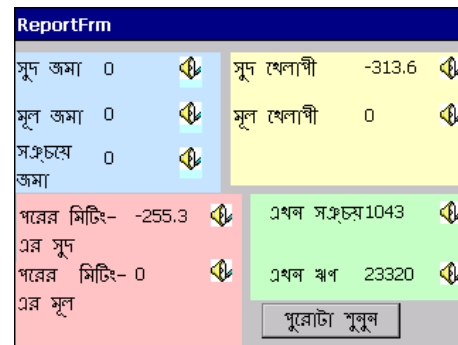 ReportFrm
সুদ জমা 0
সুদ খেলাপী -313.6
মূল জমা 0
মূল খেলাপী 0
সঞ্চয়ে 0
জমা
পরের মিটিং- -255.3
এর সুদ
পরের মিটিং- 0
এর মূল
এখন সঞ্চয় 1043
এখন ঋণ 23320
পুরোটা শুনুন